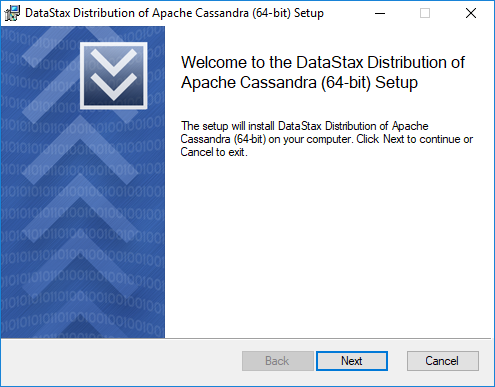 DataStax Distribution of Apache Cassandra (64-bit) Setup
Welcome to the DataStax Distribution of
Apache Cassandra (64-bit) Setup
The setup will install DataStax Distribution of Apache
Cassandra (64-bit) on your computer. Click Next to continue or
Cancel to exit.
Back
Next
Cancel